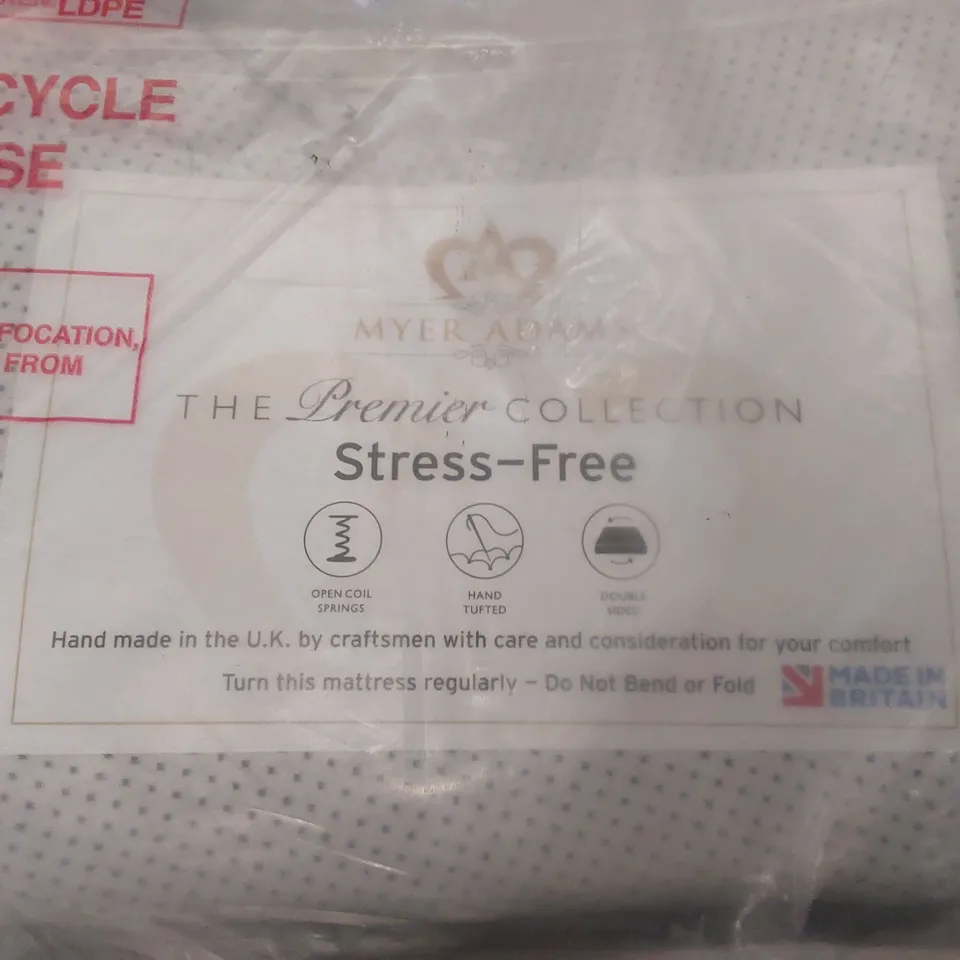 LDPE
CYCLE
SE
FOCATION,
FROM
MYER ADAMS
THE Premier COLLECTION
Stress-Free
OPEN COIL
SPRINGS
HAND
TUFTED
DOUBLE
SIDED
Hand made in the U.K. by craftsmen with care and consideration for your comfort
Turn this mattress regularly – Do Not Bend or Fold
MADE IN
BRITAIN